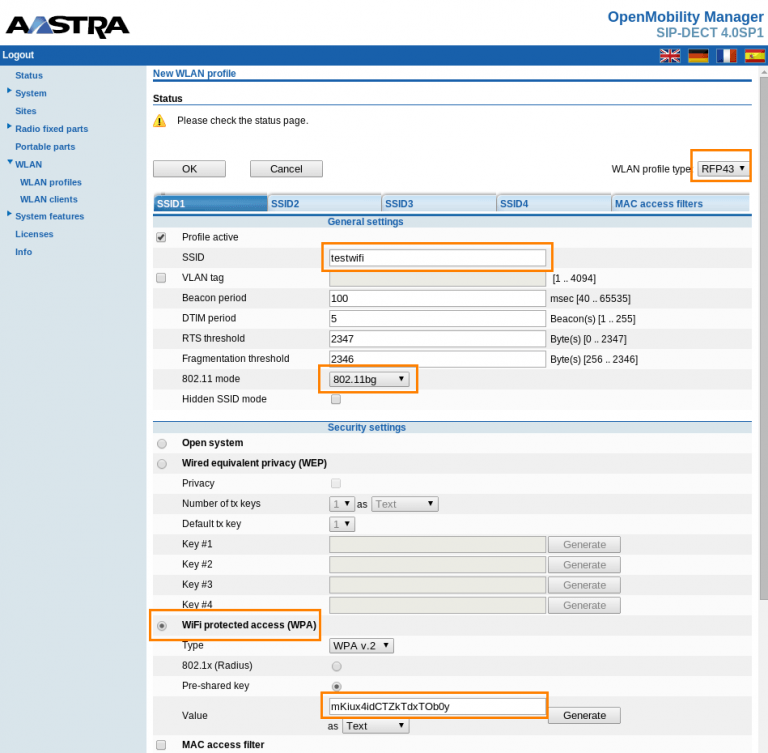 AASTRA
OpenMobility Manager
SIP-DECT 4.0SP1
Logout
Status
System
Sites
Radio fixed parts
Portable parts
WLAN
WLAN profiles
WLAN clients
System features
Licenses
Info
New WLAN profile
Status
Please check the status page.
OK Cancel WLAN profile type RFP43
SSID1 SSID2 SSID3 SSID4 MAC access filters
General settings
Profile active
SSID testwifi
VLAN tag [1 .. 4094]
Beacon period 100 msec [40 .. 65535]
DTIM period 5 Beacon(s) [1 .. 255]
RTS threshold 2347 Byte(s) [0 .. 2347]
Fragmentation threshold 2346 Byte(s) [256 .. 2346]
802.11 mode 802.11bg
Hidden SSID mode
Security settings
Open system
Wired equivalent privacy (WEP)
Privacy
Number of tx keys 1 as Text
Default tx key 1
Key #1 Generate
Key #2 Generate
Key #3 Generate
Key #4 Generate
WiFi protected access (WPA)
Type WPA v.2
802.1x (Radius)
Pre-shared key
Value mKiux4idCTZkTdxTOb0y Generate
as Text
MAC access filter